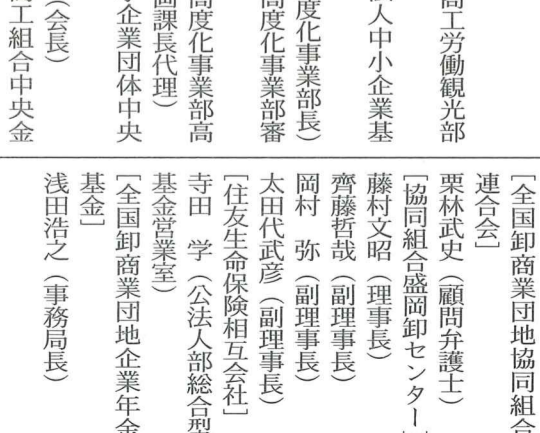 商工労働観光部
法人中小企業基
度化事業部長）
高度化事業部審
高度化事業部高
画課長代理）
企業団体中央
（会長）
工組合中央金
［全国卸商業団地協同組合
連合会］
栗林武史（顧問弁護士）
［協同組合盛岡卸センター］
藤村文昭（理事長）
齊藤哲哉（副理事長）
岡村　弥（副理事長）
太田代武彦（副理事長）
［住友生命保険相互会社］
寺田　学（公法人部総合型
基金営業室）
［全国卸商業団地企業年金
基金］
浅田浩之（事務局長）